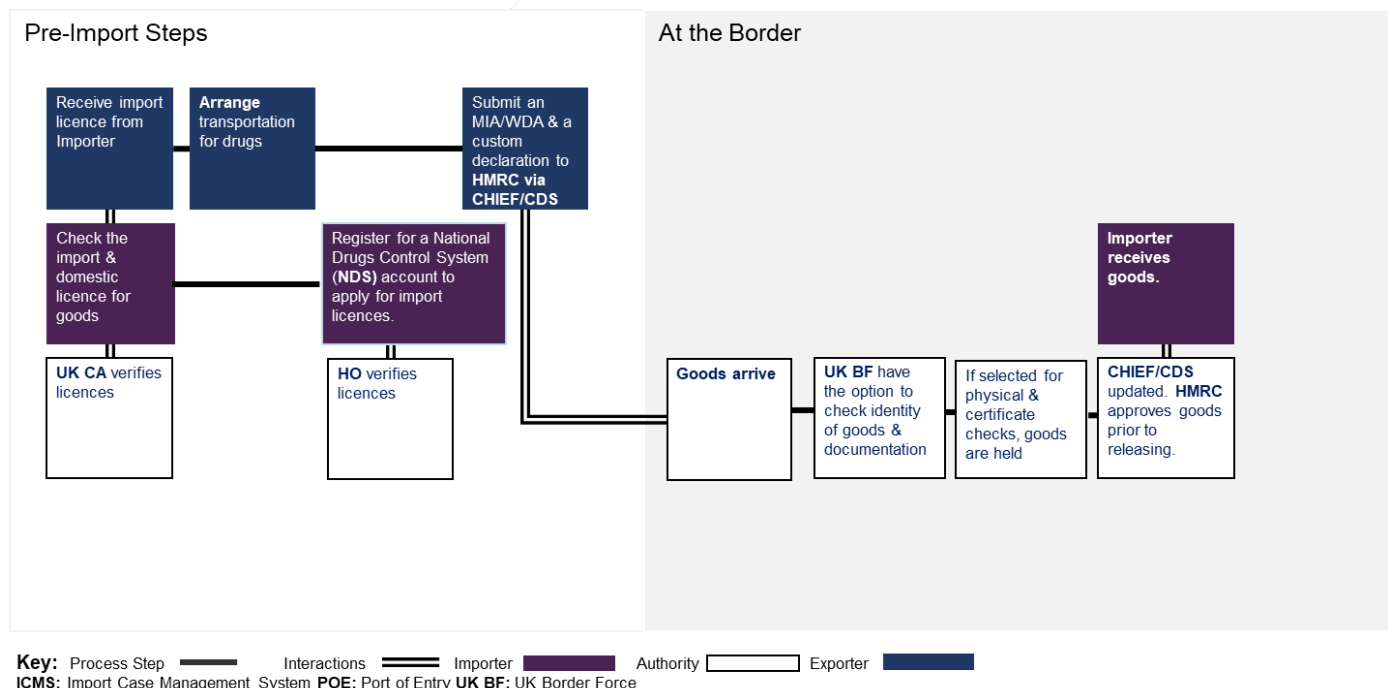 Pre-Import Steps
At the Border
Receive import
licence from
Importer
Arrange
transportation
for drugs
Submit an
MIA/WDA & a
custom
declaration to
HMRC via
CHIEF/CDS
Check the
import &
domestic
licence for
goods
Register for a National
Drugs Control System
(NDS) account to
apply for import
licences.
Importer
receives
goods.
UK CA verifies
licences
HO verifies
licences
Goods arrive
UK BF have
the option to
check identity
of goods &
documentation
If selected for
physical &
certificate
checks, goods
are held
CHIEF/CDS
updated. HMRC
approves goods
prior to
releasing.
Key: Process Step Interactions Importer Authority Exporter
ICMS: Import Case Management System POE: Port of Entry UK BF: UK Border Force